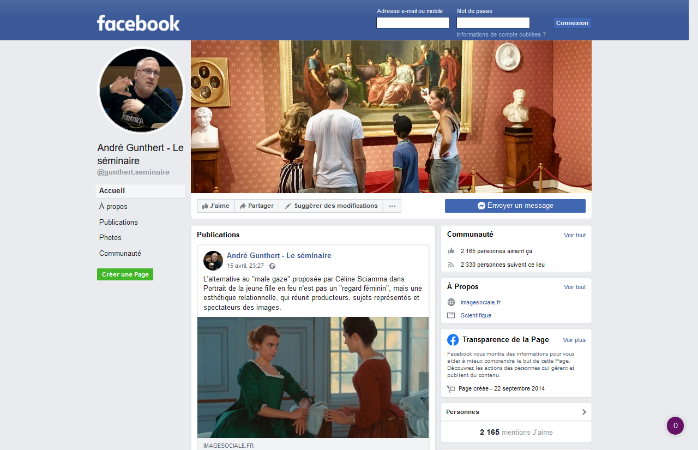 facebook
Adresse e-mail ou mobile
Mot de passe
Connexion
Informations de compte oubliées ?
André Gunthert - Le
séminaire
@gunthert.seminaire
Accueil
À propos
Publications
Photos
Communauté
Créer une Page
J'aime
Partager
Suggérer des modifications
...
Envoyer un message
Publications
André Gunthert - Le séminaire
15 avril, 23:27
L'alternative au "male gaze" proposée par Céline Sciamma dans
Portrait de la jeune fille en feu n'est pas un "regard féminin", mais une
esthétique relationnelle, qui réunit producteurs, sujets représentés et
spectateurs des images.
IMAGESOCIALE.FR
Communauté
Voir tout
2 165 personnes aiment ça
2 330 personnes suivent ce lieu
À Propos
Voir tout
imagesociale.fr
Scientifique
Transparence de la Page
Voir plus
Facebook vous montre des informations pour vous
aider à mieux comprendre le but de cette Page.
Découvrez les actions des personnes qui gèrent et
publient du contenu.
Page créée - 22 septembre 2014
Personnes
2 165 mentions J'aime
0